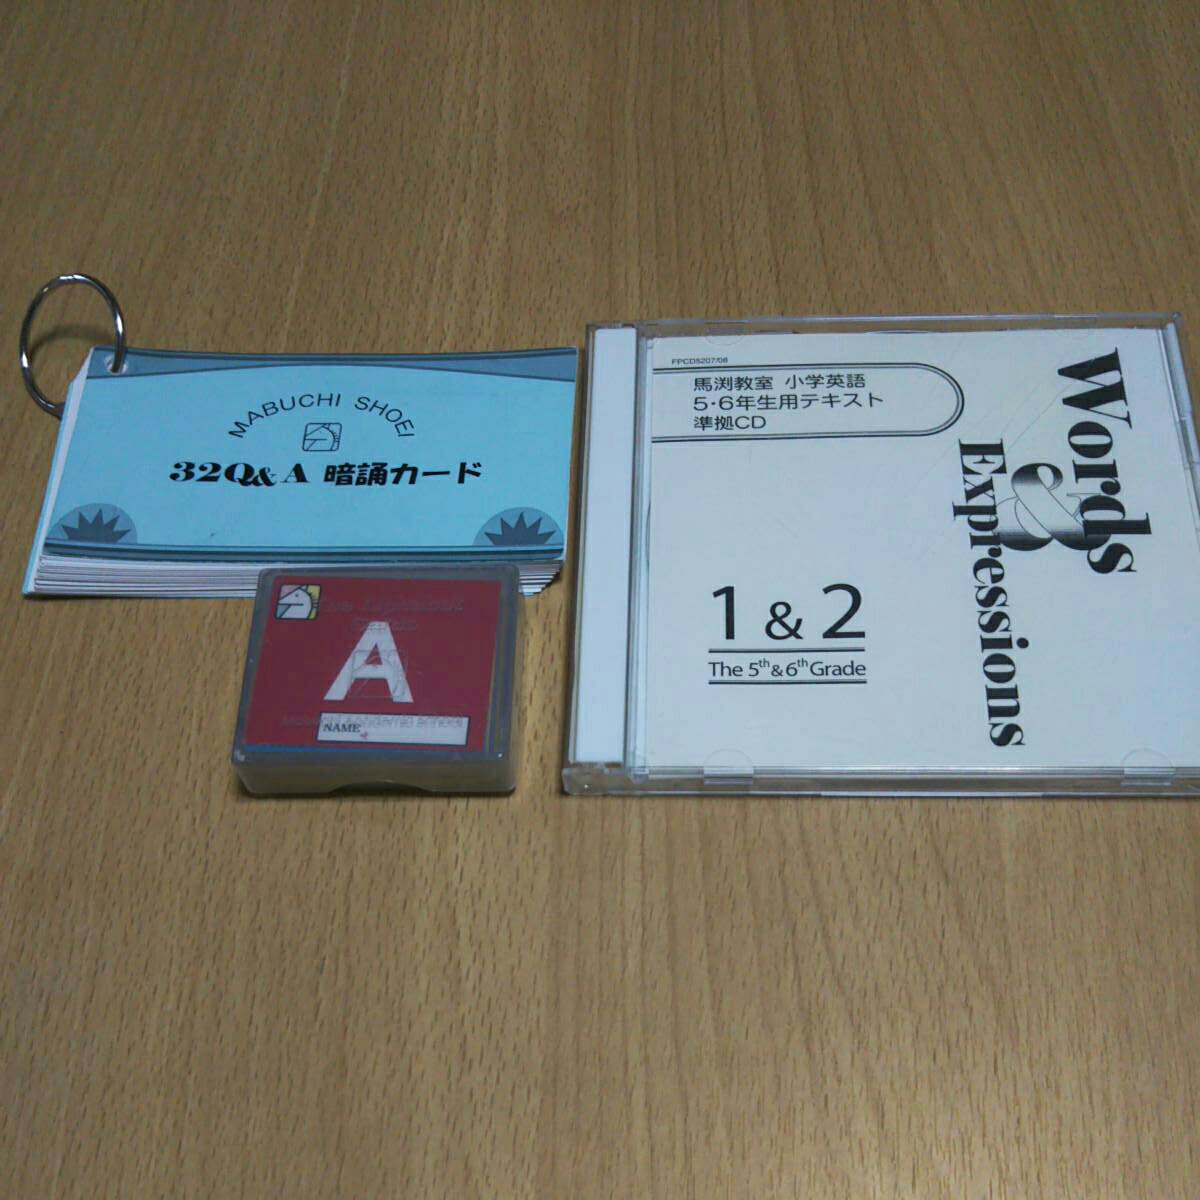 MABUCHI SHOEI
32Q&A 暗誦カード
The Alphabet
A
NAME
FPCD5207/08
馬渕教室 小学英語
5・6年生用テキスト
準拠CD
Words
&
Expressions
1 & 2
The 5th & 6th Grade